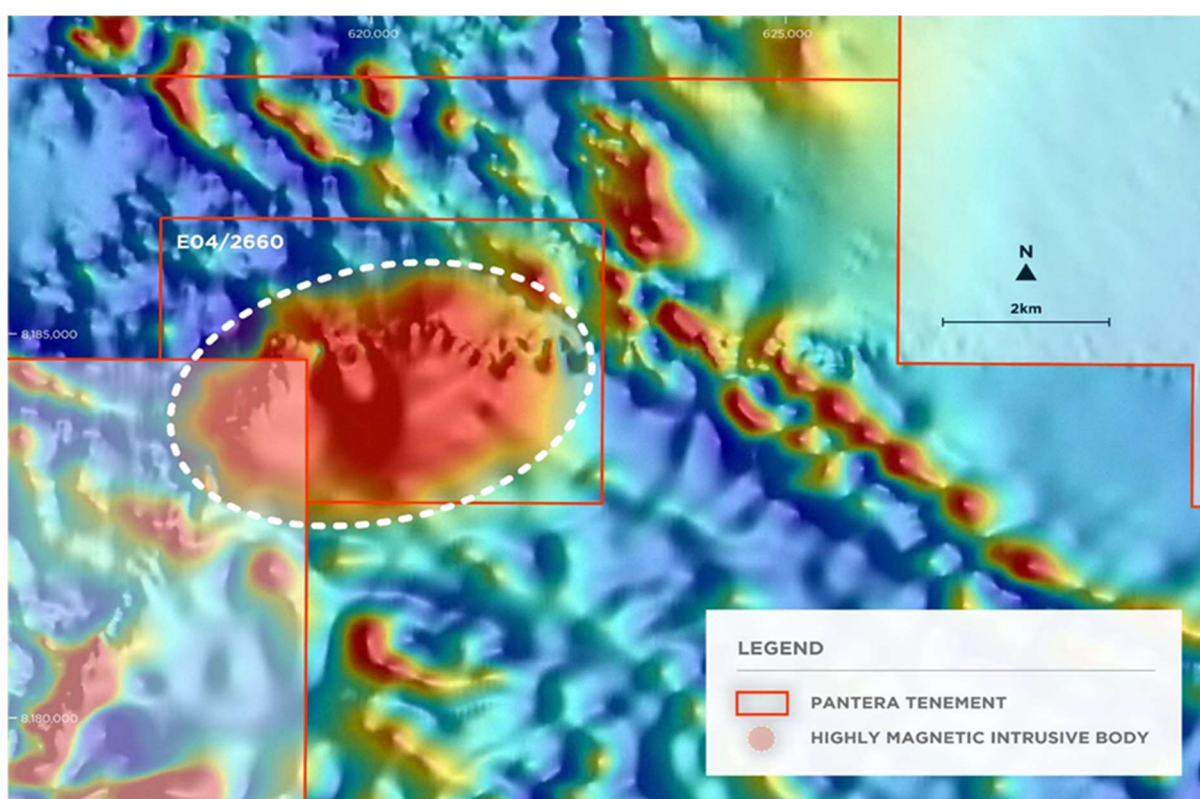 620,000
625,000
E04/2660
N
2km
8,185,000
LEGEND
PANTERA TENEMENT
HIGHLY MAGNETIC INTRUSIVE BODY
8,180,000